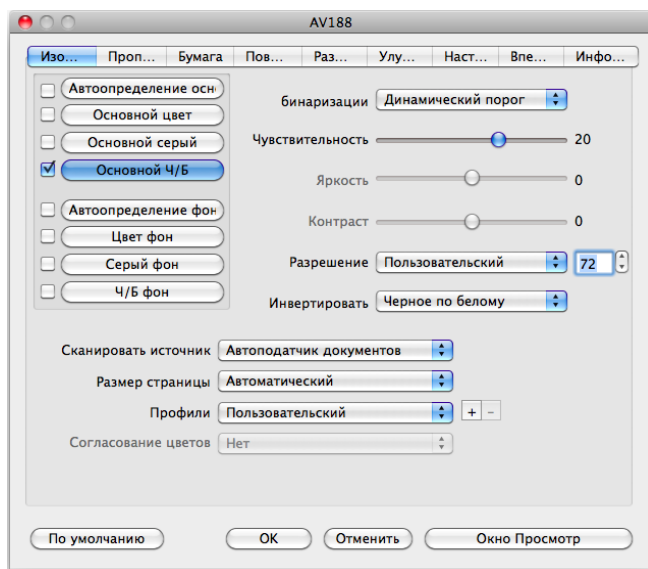 AV188
Изо... Проп... Бумага Пов... Раз... Улу... Наст... Впе... Инфо...
Автоопределение осн
Основной цвет
Основной серый
Основной Ч/Б
Автоопределение фон
Цвет фон
Серый фон
Ч/Б фон
бинаризации Динамический порог
Чувствительность 20
Яркость 0
Контраст 0
Разрешение Пользовательский 72
Инвертировать Черное по белому
Сканировать источник Автоподатчик документов
Размер страницы Автоматический
Профили Пользовательский + -
Согласование цветов Нет
По умолчанию OK Отменить Окно Просмотр